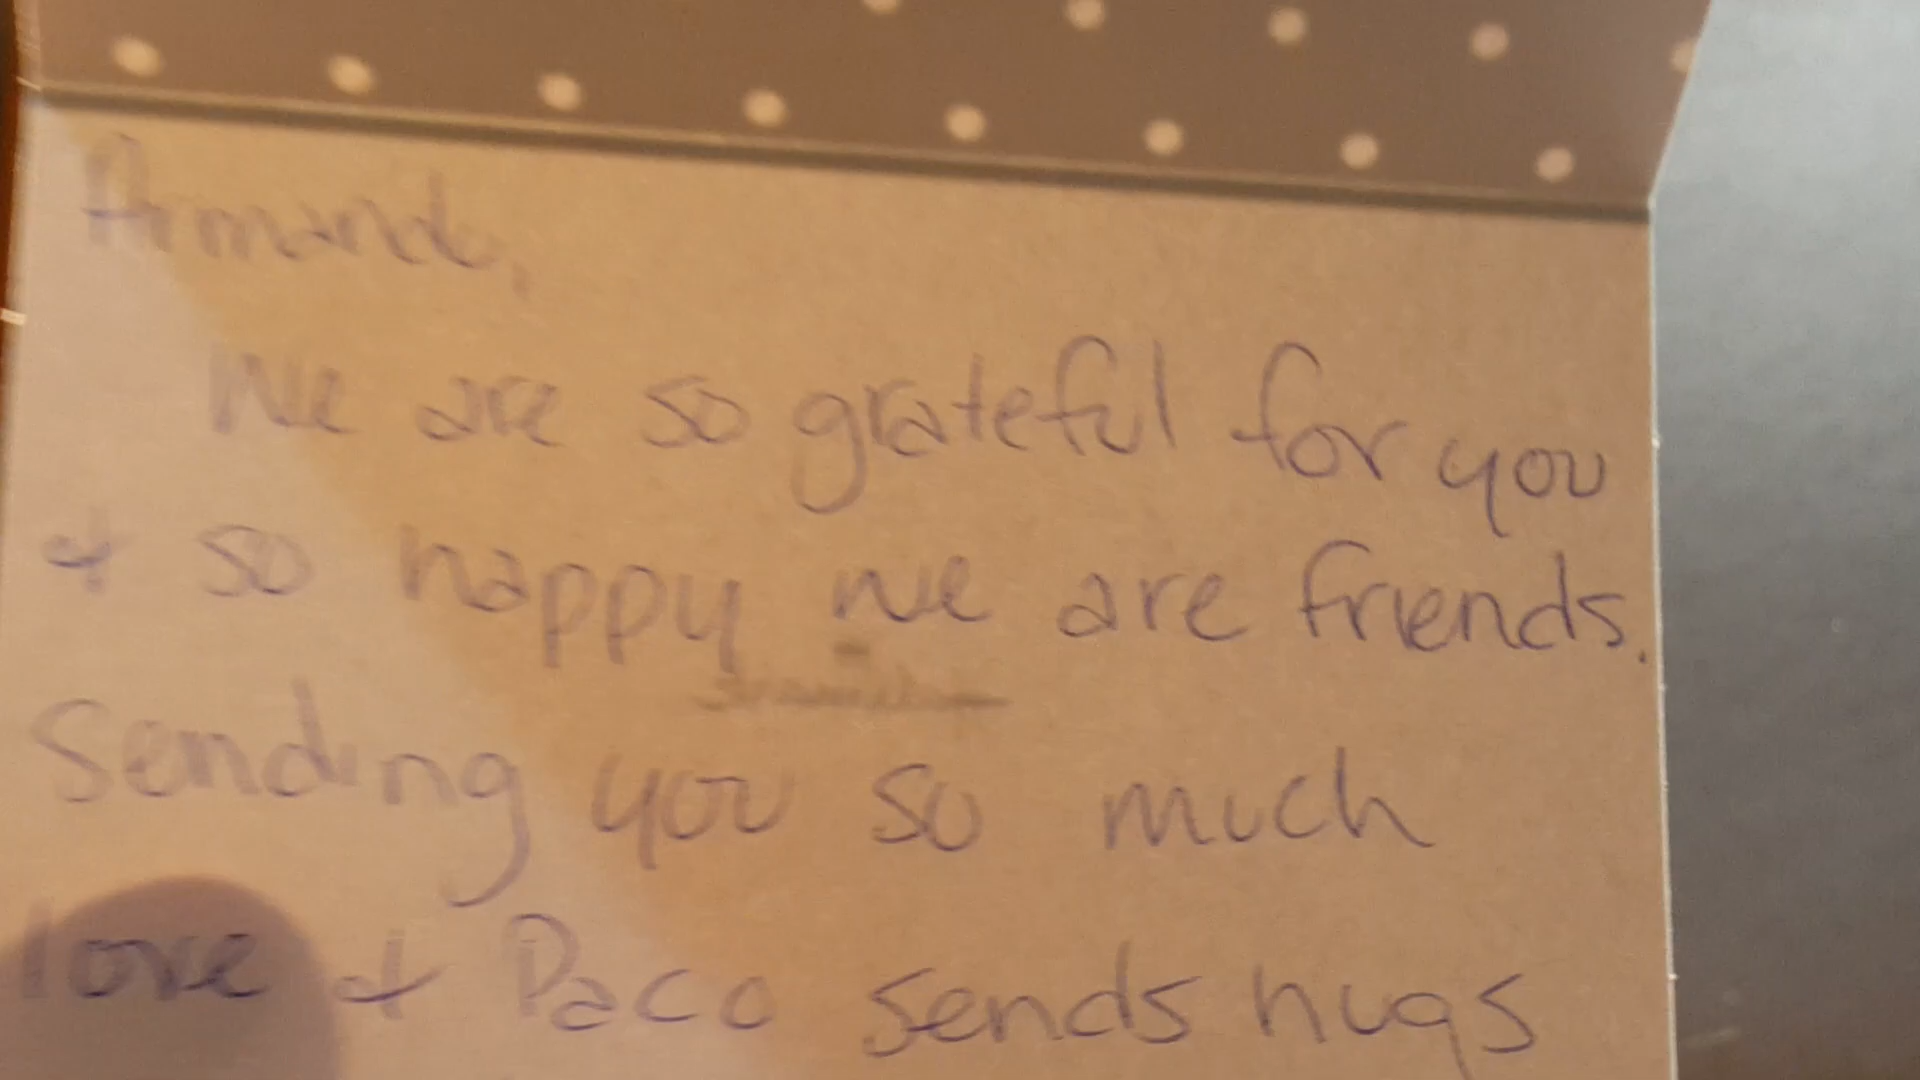 Armando,
We are so grateful for you
& so happy we are friends.
Sending you so much
love & Paco sends hugs